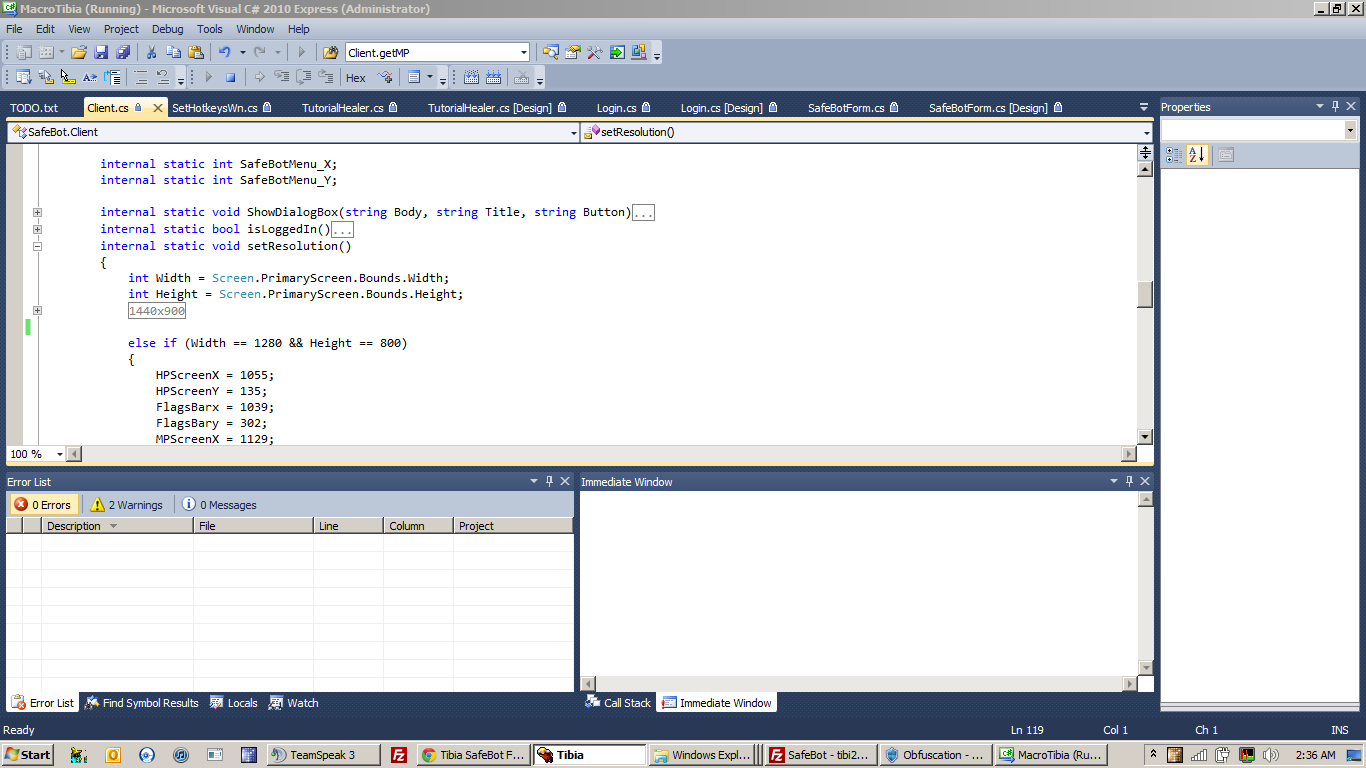 MacroTibia (Running) - Microsoft Visual C# 2010 Express (Administrator)
File Edit View Project Debug Tools Window Help
Client.getMP
Hex
TODO.txt Client.cs SetHotkeysWn.cs TutorialHealer.cs TutorialHealer.cs [Design] Login.cs Login.cs [Design] SafeBotForm.cs SafeBotForm.cs [Design] Properties
SafeBot.Client setResolution()
internal static int SafeBotMenu_X;
internal static int SafeBotMenu_Y;
internal static void ShowDialogBox(string Body, string Title, string Button)...
internal static bool isLoggedIn()...
internal static void setResolution()
{
int Width = Screen.PrimaryScreen.Bounds.Width;
int Height = Screen.PrimaryScreen.Bounds.Height;
1440x900
else if (Width == 1280 && Height == 800)
{
HPScreenX = 1055;
HPScreenY = 135;
FlagsBarx = 1039;
FlagsBary = 302;
MPScreenX = 1129;
100 %
Error List Immediate Window
0 Errors 2 Warnings 0 Messages
Description File Line Column Project
Error List Find Symbol Results Locals Watch Call Stack Immediate Window
Ready Ln 119 Col 1 Ch 1 INS
Start TeamSpeak 3 Tibia SafeBot F... Tibia Windows Expl... SafeBot - tibi2... Obfuscation - ... MacroTibia (Ru... 2:36 AM